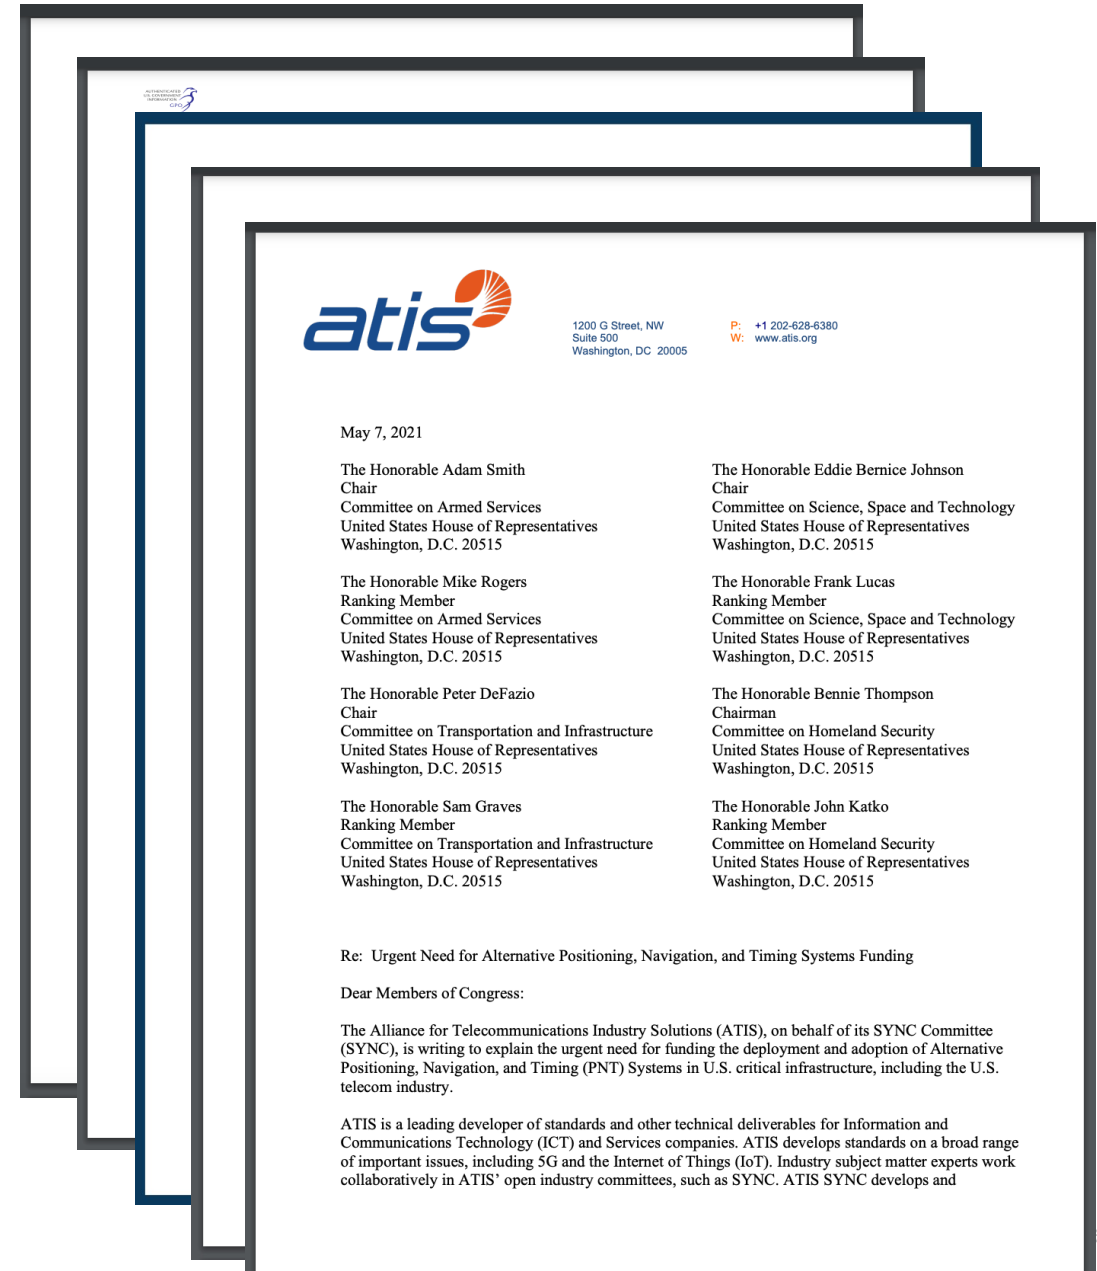 AUTHENTICATED
U.S. GOVERNMENT
INFORMATION
GPO
atis
1200 G Street, NW
Suite 500
Washington, DC 20005
P: +1 202-628-6380
W: www.atis.org
May 7, 2021
The Honorable Adam Smith
Chair
Committee on Armed Services
United States House of Representatives
Washington, D.C. 20515
The Honorable Eddie Bernice Johnson
Chair
Committee on Science, Space and Technology
United States House of Representatives
Washington, D.C. 20515
The Honorable Mike Rogers
Ranking Member
Committee on Armed Services
United States House of Representatives
Washington, D.C. 20515
The Honorable Frank Lucas
Ranking Member
Committee on Science, Space and Technology
United States House of Representatives
Washington, D.C. 20515
The Honorable Peter DeFazio
Chair
Committee on Transportation and Infrastructure
United States House of Representatives
Washington, D.C. 20515
The Honorable Bennie Thompson
Chairman
Committee on Homeland Security
United States House of Representatives
Washington, D.C. 20515
The Honorable Sam Graves
Ranking Member
Committee on Transportation and Infrastructure
United States House of Representatives
Washington, D.C. 20515
The Honorable John Katko
Ranking Member
Committee on Homeland Security
United States House of Representatives
Washington, D.C. 20515
Re: Urgent Need for Alternative Positioning, Navigation, and Timing Systems Funding
Dear Members of Congress:
The Alliance for Telecommunications Industry Solutions (ATIS), on behalf of its SYNC Committee
(SYNC), is writing to explain the urgent need for funding the deployment and adoption of Alternative
Positioning, Navigation, and Timing (PNT) Systems in U.S. critical infrastructure, including the U.S.
telecom industry.
ATIS is a leading developer of standards and other technical deliverables for Information and
Communications Technology (ICT) and Services companies. ATIS develops standards on a broad range
of important issues, including 5G and the Internet of Things (IoT). Industry subject matter experts work
collaboratively in ATIS’ open industry committees, such as SYNC. ATIS SYNC develops and